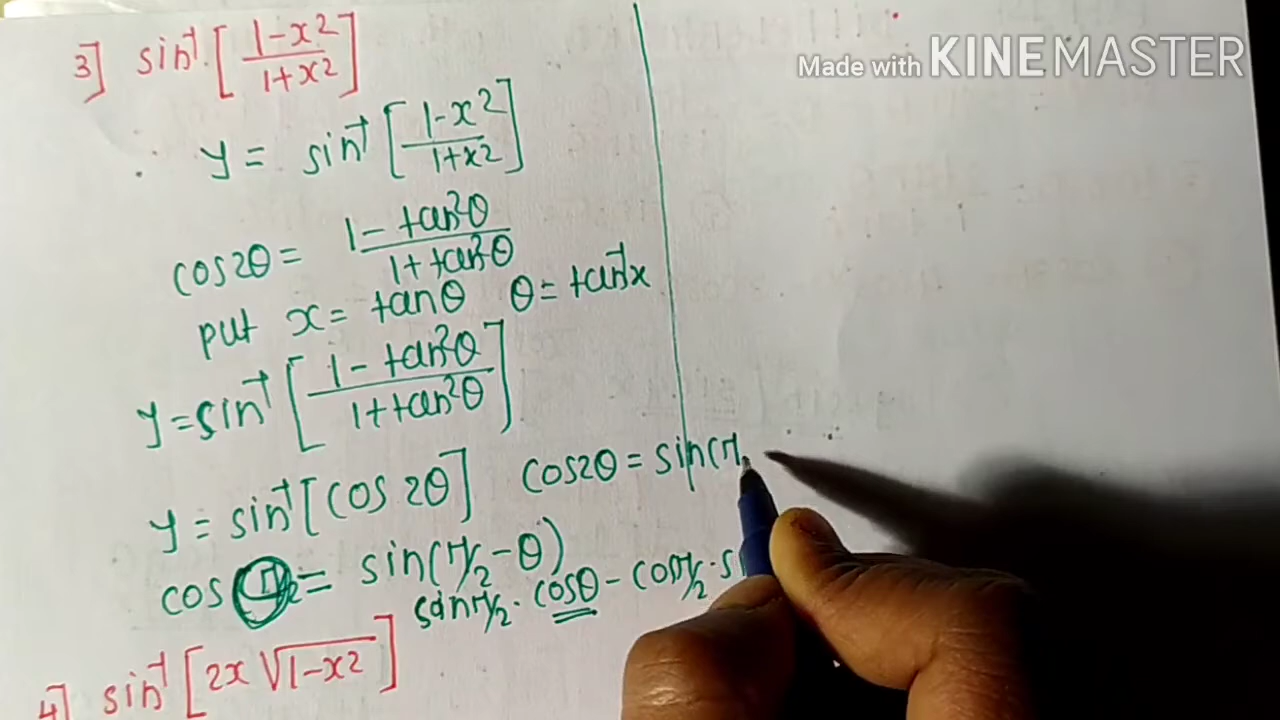 3] sin⁻¹ [ (1-x²)/(1+x²) ]
Made with KINEMASTER
y = sin⁻¹ [ (1-x²)/(1+x²) ]
cos2θ = (1-tan²θ)/(1+tan²θ)
put x = tanθ θ = tan⁻¹x
y = sin⁻¹ [ (1-tan²θ)/(1+tan²θ) ]
y = sin⁻¹ [cos 2θ] cos2θ = sin(π
cos = sin(π/2 - θ)
sinπ/2 · cosθ - cosπ/2 · s
4] sin⁻¹ [2x √(1-x²)]